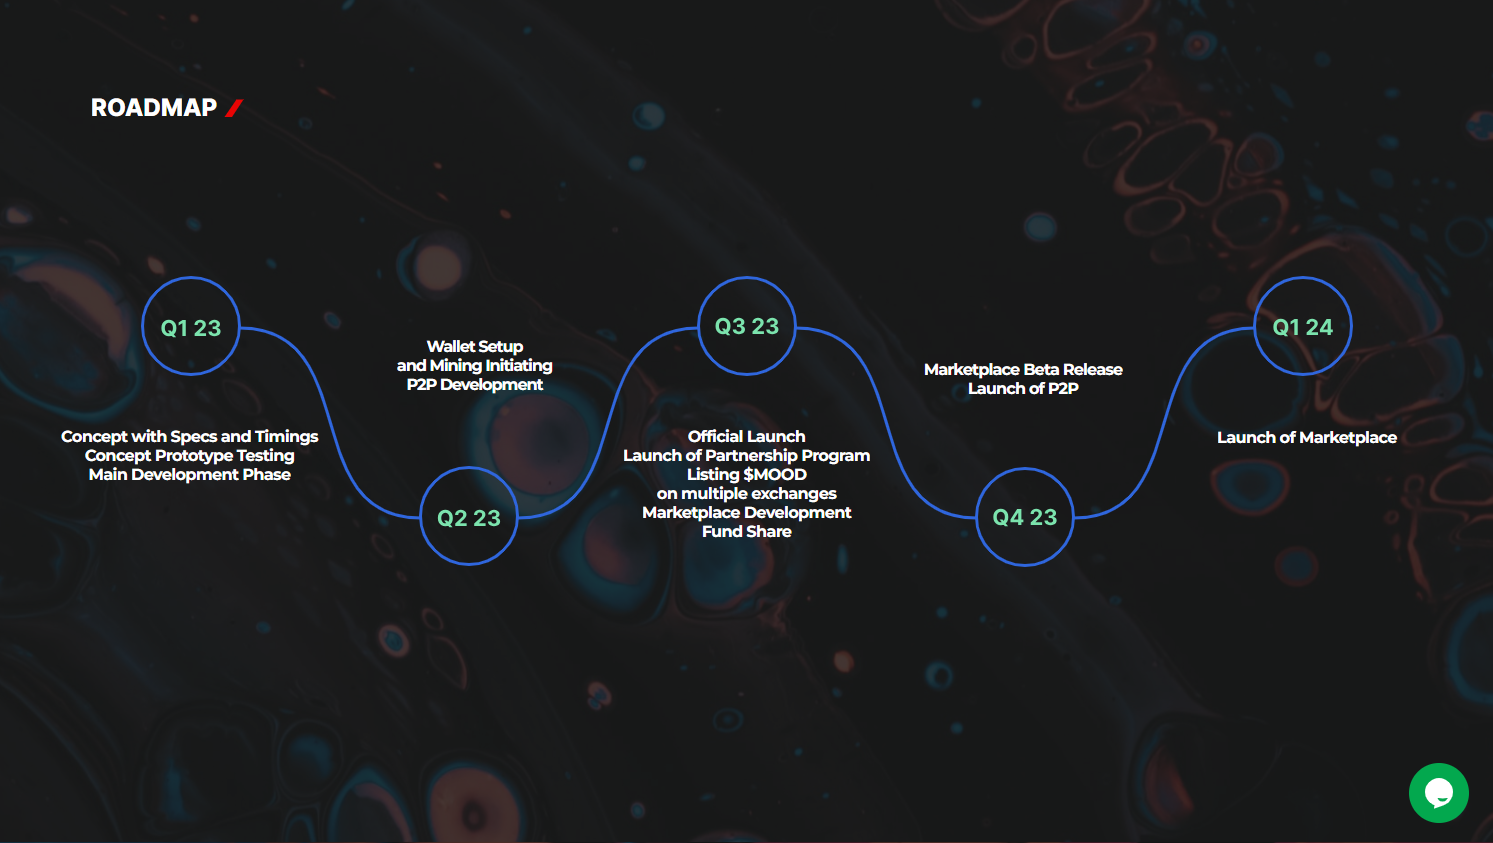 ROADMAP
Q1 23
Concept with Specs and Timings
Concept Prototype Testing
Main Development Phase
Wallet Setup
and Mining Initiating
P2P Development
Q2 23
Q3 23
Official Launch
Launch of Partnership Program
Listing $MOOD
on multiple exchanges
Marketplace Development
Fund Share
Marketplace Beta Release
Launch of P2P
Q4 23
Q1 24
Launch of Marketplace